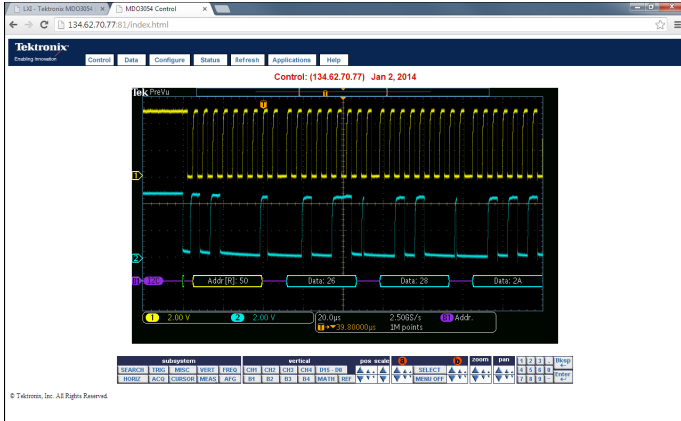 LXI - Tektronix MDO3054 MDO3054 Control
134.62.70.77:81/index.html
Tektronix
Enabling Innovation
Control Data Configure Status Refresh Applications Help
Control: (134.62.70.77) Jan 2, 2014
Tek PreVu
T
T
1
2
B1 I2C Addr[R]: 50 Data: 26 Data: 28 Data: 2A
1 2.00 V 2 2.00 V 20.0µs 2.50GS/s B1 Addr.
T→▼39.80000µs 1M points
subsystem vertical pos scale a b zoom pan 1 2 3 . Bksp
SEARCH TRIG MISC VERT FREQ CH1 CH2 CH3 CH4 D15 - D0 SELECT 4 5 6 0 ←
HORIZ ACQ CURSOR MEAS AFG B1 B2 B3 B4 MATH REF MENU OFF 7 8 9 - Enter
© Tektronix, Inc. All Rights Reserved.